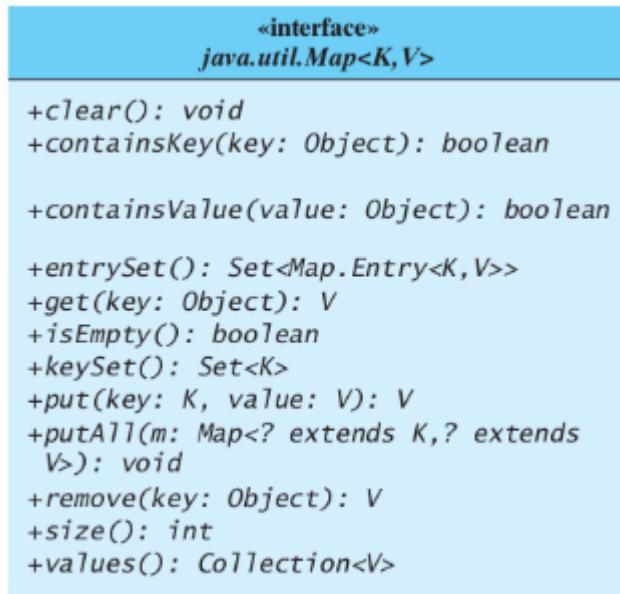 «interface»
java.util.Map<K,V>
+clear(): void
+containsKey(key: Object): boolean
+containsValue(value: Object): boolean
+entrySet(): Set<Map.Entry<K,V>>
+get(key: Object): V
+isEmpty(): boolean
+keySet(): Set<K>
+put(key: K, value: V): V
+putAll(m: Map<? extends K,? extends
V>): void
+remove(key: Object): V
+size(): int
+values(): Collection<V>